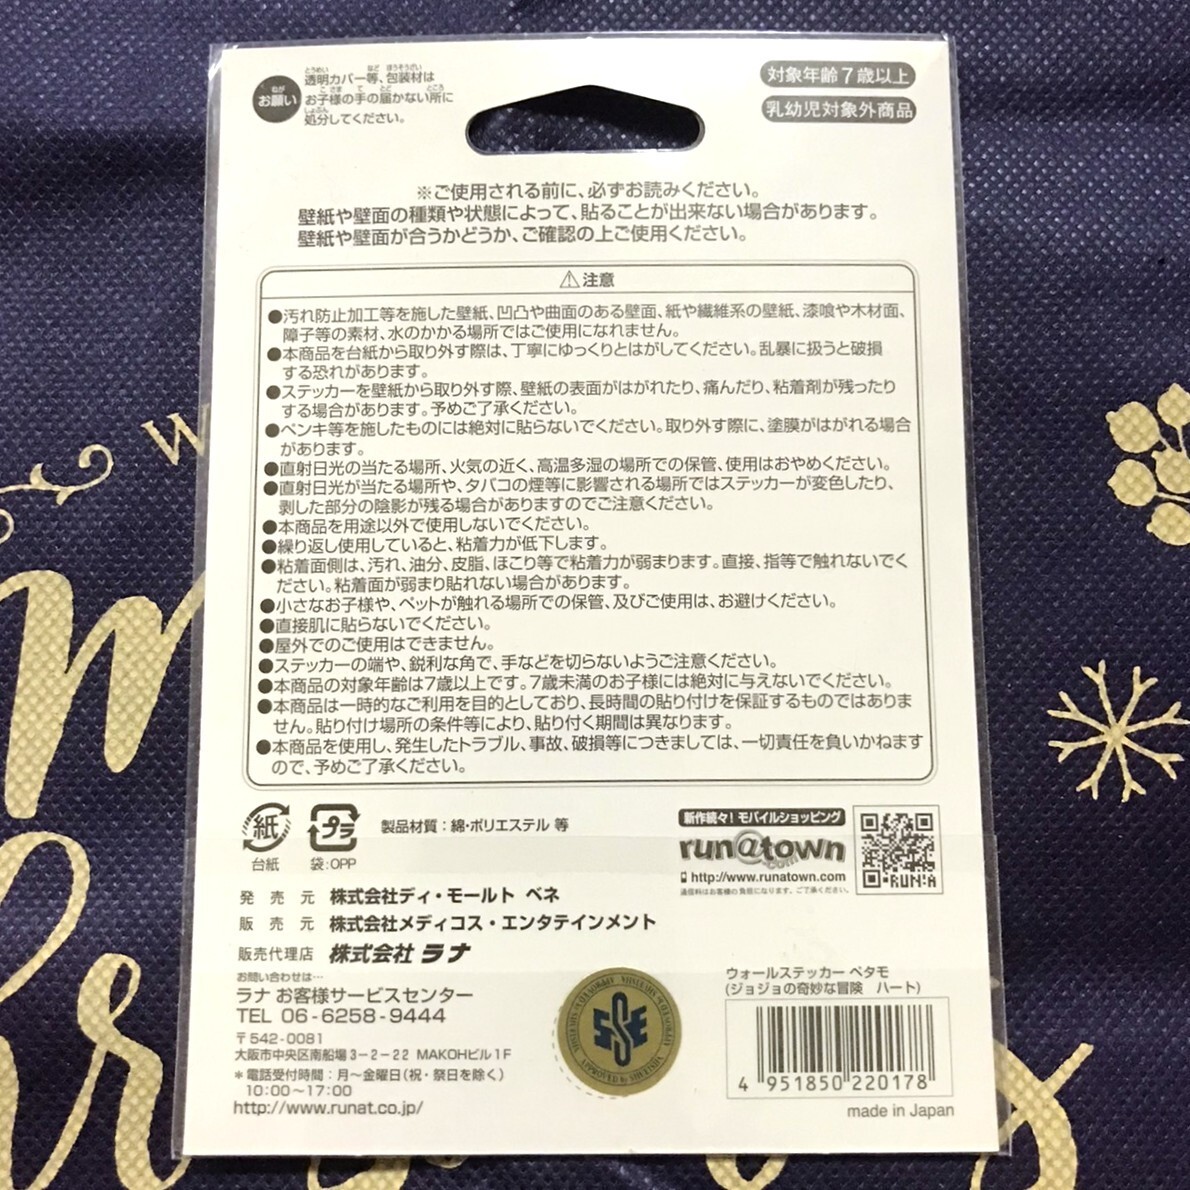 お願い
透明カバー等、包装材は
お子様の手の届かない所に
処分してください。
対象年齢7歳以上
乳幼児対象外商品
※ご使用される前に、必ずお読みください。
壁紙や壁面の種類や状態によって、貼ることが出来ない場合があります。
壁紙や壁面が合うかどうか、ご確認の上ご使用ください。
⚠注意
●汚れ防止加工等を施した壁紙、凹凸や曲面のある壁面、紙や繊維系の壁紙、漆喰や木材面、
障子等の素材、水のかかる場所ではご使用になれません。
●本商品を台紙から取り外す際は、丁寧にゆっくりとはがしてください。乱暴に扱うと破損
する恐れがあります。
●ステッカーを壁紙から取り外す際、壁紙の表面がはがれたり、痛んだり、粘着剤が残ったり
する場合があります。予めご了承ください。
●ペンキ等を施したものには絶対に貼らないでください。取り外す際に、塗膜がはがれる場合
があります。
●直射日光の当たる場所、火気の近く、高温多湿の場所での保管、使用はおやめください。
●直射日光が当たる場所や、タバコの煙等に影響される場所ではステッカーが変色したり、
剥した部分の陰影が残る場合がありますのでご注意ください。
●本商品を用途以外で使用しないでください。
●繰り返し使用していると、粘着力が低下します。
●粘着面側は、汚れ、油分、皮脂、ほこり等で粘着力が弱まります。直接、指等で触れないでく
ださい。粘着面が弱まり貼れない場合があります。
●小さなお子様や、ペットが触れる場所での保管、及びご使用は、お避けください。
●直接肌に貼らないでください。
●屋外でのご使用はできません。
●ステッカーの端や、鋭利な角で、手などを切らないようご注意ください。
●本商品の対象年齢は7歳以上です。7歳未満のお子様には絶対に与えないでください。
●本商品は一時的なご利用を目的としており、長時間の貼り付けを保証するものではありま
せん。貼り付け場所の条件等により、貼り付く期間は異なります。
●本商品を使用し、発生したトラブル、事故、破損等につきましては、一切責任を負いかねます
ので、予めご了承ください。
紙
台紙
プラ
袋:OPP
製品材質：綿・ポリエステル 等
新作続々！モバイルショッピング
run@town
.com
http://www.runatown.com
通信料はお客様の負担になります。ご了承ください。
RUNA
発売元 株式会社ディ・モールト ベネ
販売元 株式会社メディコス・エンタテインメント
販売代理店 株式会社 ラナ
お問い合わせは…
ラナ お客様サービスセンター
TEL 06-6258-9444
〒542-0081
大阪市中央区南船場3-2-22 MAKOHビル1F
＊電話受付時間：月〜金曜日（祝・祭日を除く）
10:00〜17:00
http://www.runat.co.jp/
SSE
ウォールステッカー ペタモ
(ジョジョの奇妙な冒険 ハート)
4 951850 220178
made in Japan